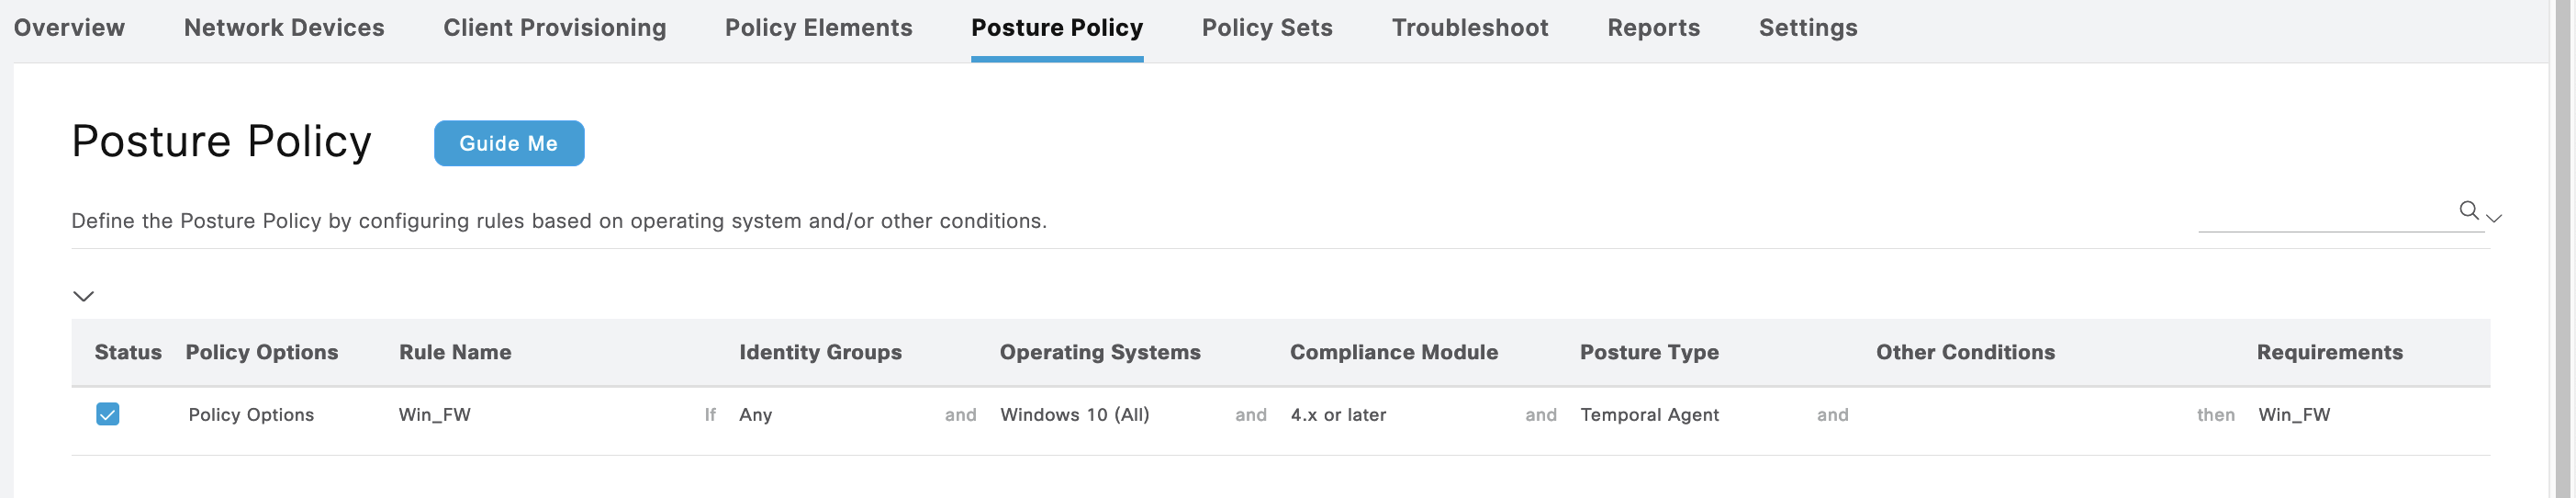 Overview Network Devices Client Provisioning Policy Elements Posture Policy Policy Sets Troubleshoot Reports Settings
Posture Policy Guide Me
Define the Posture Policy by configuring rules based on operating system and/or other conditions.
Status Policy Options Rule Name Identity Groups Operating Systems Compliance Module Posture Type Other Conditions Requirements
Policy Options Win_FW If Any and Windows 10 (All) and 4.x or later and Temporal Agent and then Win_FW